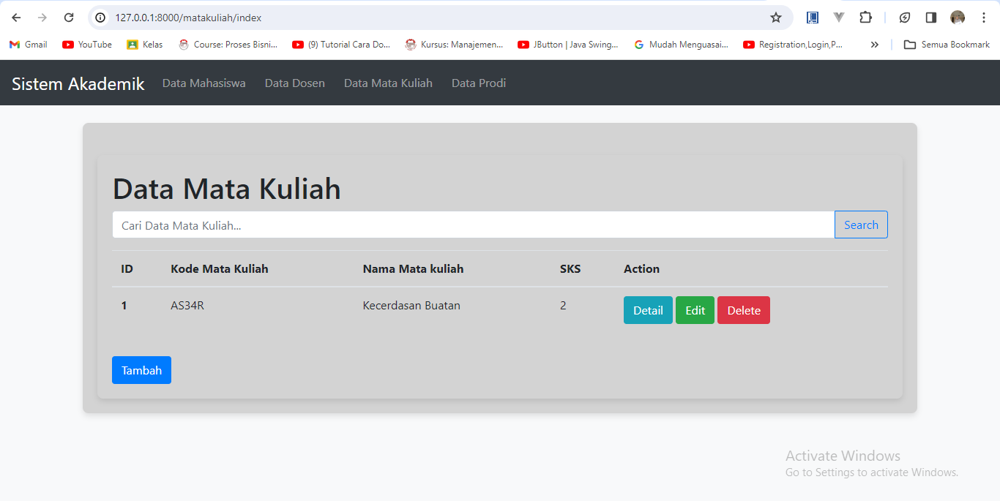 127.0.0.1:8000/matakuliah/index
Gmail YouTube Kelas Course: Proses Bisni... (9) Tutorial Cara Do... Kursus: Manajemen... JButton | Java Swing... Mudah Menguasai... Registration,Login,P... » Semua Bookmark
Sistem Akademik Data Mahasiswa Data Dosen Data Mata Kuliah Data Prodi
Data Mata Kuliah
Cari Data Mata Kuliah... Search
ID Kode Mata Kuliah Nama Mata kuliah SKS Action
1 AS34R Kecerdasan Buatan 2 Detail Edit Delete
Tambah
Activate Windows
Go to Settings to activate Windows.